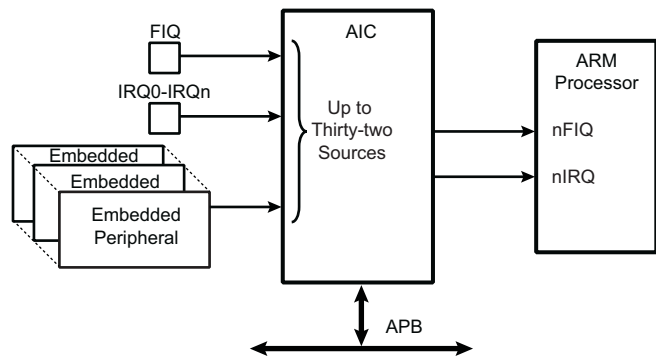 FIQ
IRQ0-IRQn
Embedded
Embedded
Embedded
Peripheral
AIC
Up to
Thirty-two
Sources
ARM
Processor
nFIQ
nIRQ
APB